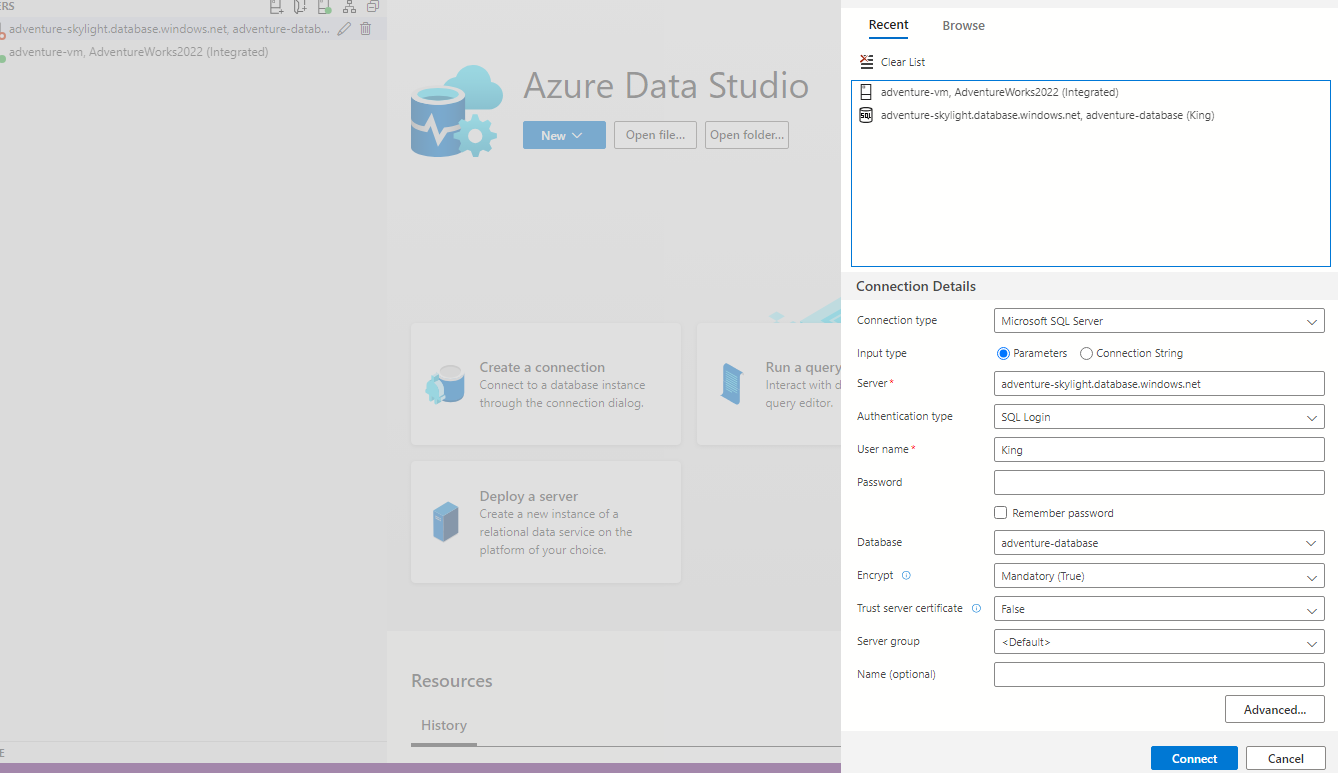 ERS
adventure-skylight.database.windows.net, adventure-datab...
adventure-vm, AdventureWorks2022 (Integrated)
Azure Data Studio
New
Open file...
Open folder...
Create a connection
Connect to a database instance
through the connection dialog.
Run a query
Interact with d
query editor.
Deploy a server
Create a new instance of a
relational data service on the
platform of your choice.
Resources
History
E
Recent
Browse
Clear List
adventure-vm, AdventureWorks2022 (Integrated)
SQL
adventure-skylight.database.windows.net, adventure-database (King)
Connection Details
Connection type
Microsoft SQL Server
Input type
Parameters
Connection String
Server*
adventure-skylight.database.windows.net
Authentication type
SQL Login
User name*
King
Password
Remember password
Database
adventure-database
Encrypt
Mandatory (True)
Trust server certificate
False
Server group
<Default>
Name (optional)
Advanced...
Connect
Cancel